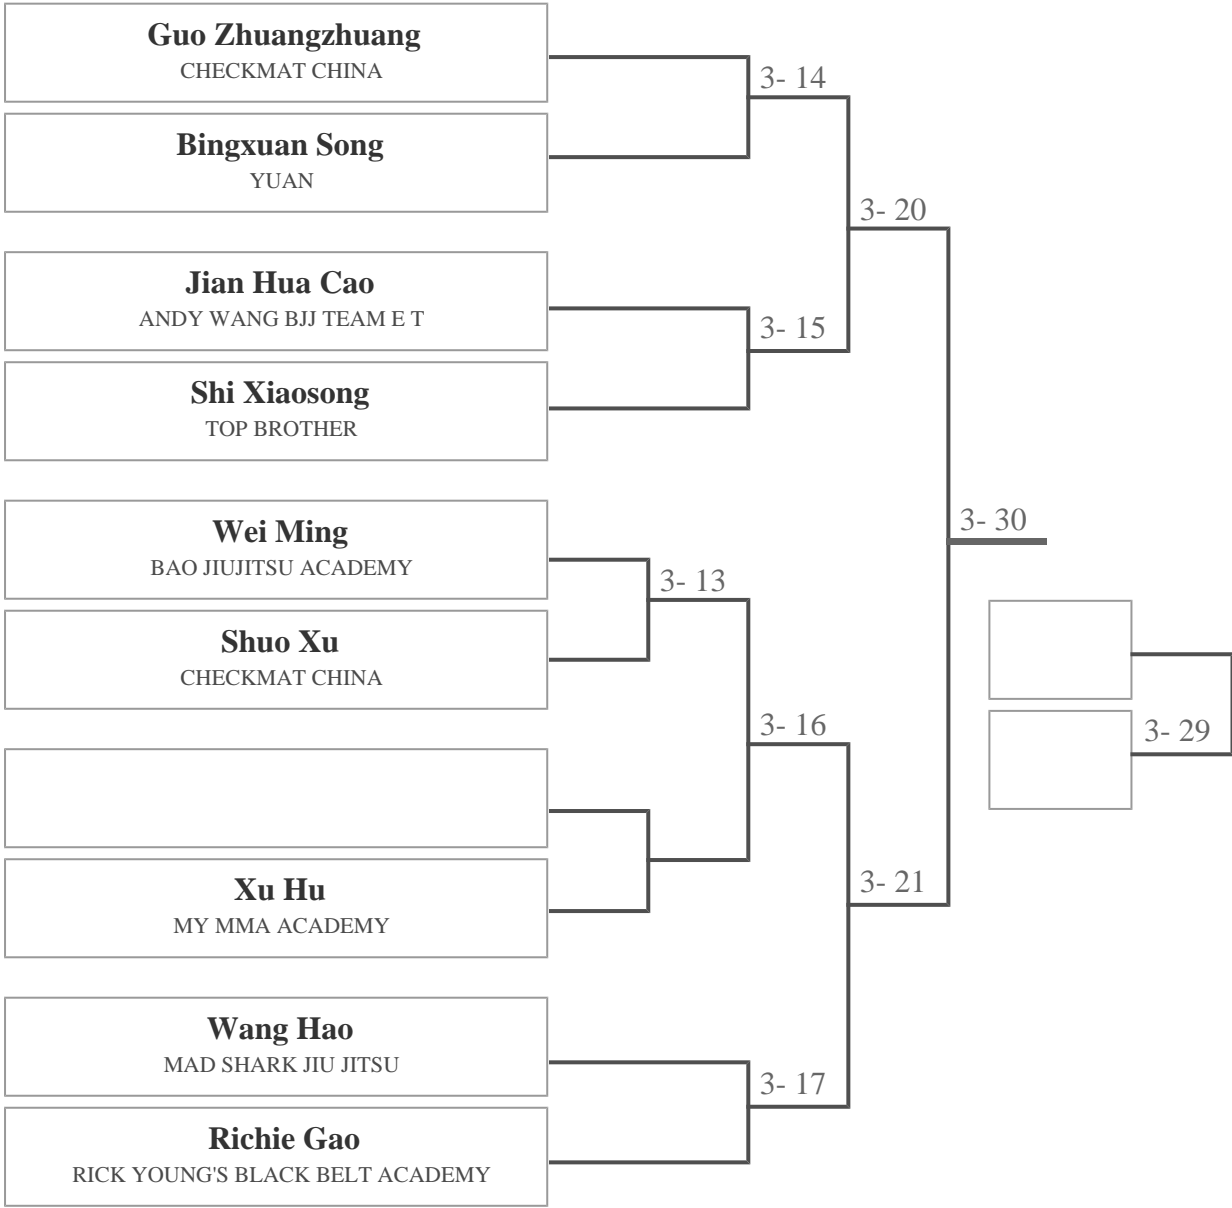 Guo Zhuangzhuang
CHECKMAT CHINA
3- 14
Bingxuan Song
YUAN
3- 20
Jian Hua Cao
ANDY WANG BJJ TEAM E T
3- 15
Shi Xiaosong
TOP BROTHER
Wei Ming
BAO JIUJITSU ACADEMY
3- 30
3- 13
Shuo Xu
CHECKMAT CHINA
3- 16
3- 29
Xu Hu
MY MMA ACADEMY
3- 21
Wang Hao
MAD SHARK JIU JITSU
3- 17
Richie Gao
RICK YOUNG'S BLACK BELT ACADEMY